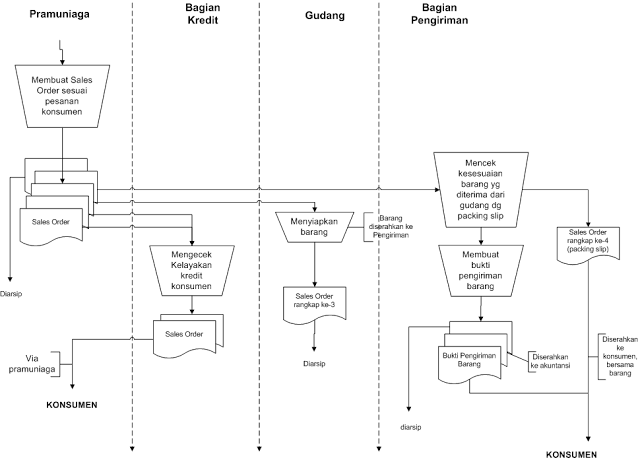 Pramuniaga
Bagian
Kredit
Gudang
Bagian
Pengiriman
Membuat Sales
Order sesuai
pesanan
konsumen
Sales Order
Diarsip
Mengecek
Kelayakan
kredit
konsumen
Sales Order
Via
pramuniaga
KONSUMEN
Menyiapkan
barang
Barang
diserahkan ke
Pengiriman
Sales Order
rangkap ke-3
Diarsip
Mencek
kesesuaian
barang yg
diterima dari
gudang dg
packing slip
Sales Order
rangkap ke-4
(packing slip)
Membuat
bukti
pengiriman
barang
Bukti Pengiriman
Barang
Diserahkan
ke akuntansi
Diserahkan
ke
konsumen,
bersama
barang
diarsip
KONSUMEN